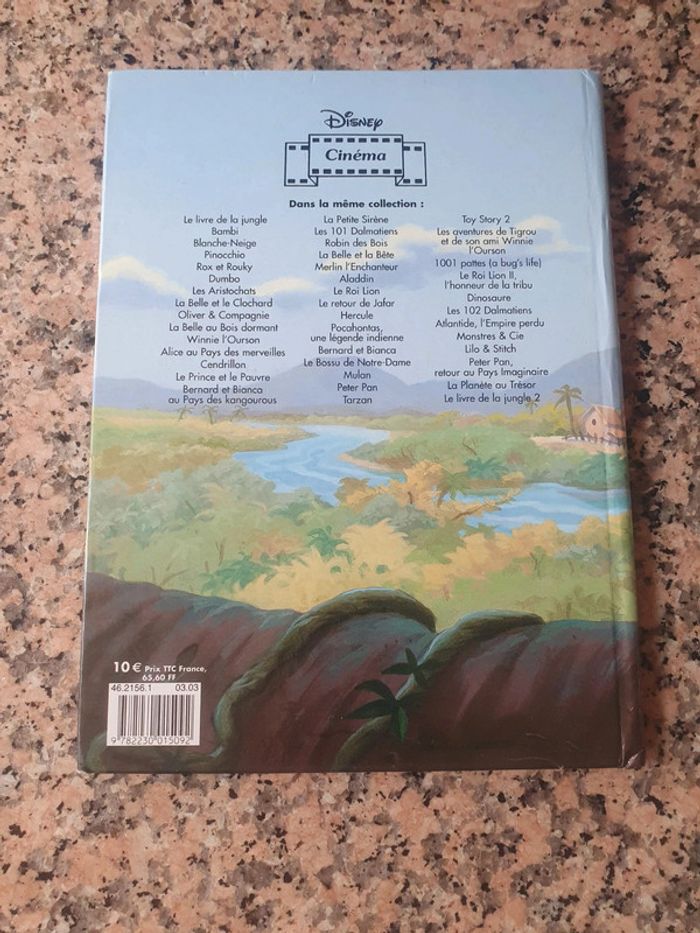 Disney
Cinéma
Dans la même collection :
Le livre de la jungle
Bambi
Blanche-Neige
Pinocchio
Rox et Rouky
Dumbo
Les Aristochats
La Belle et le Clochard
Oliver & Compagnie
La Belle au Bois dormant
Winnie l'Ourson
Alice au Pays des merveilles
Cendrillon
Le Prince et le Pauvre
Bernard et Bianca
au Pays des kangourous
La Petite Sirène
Les 101 Dalmatiens
Robin des Bois
La Belle et la Bête
Merlin l'Enchanteur
Aladdin
Le Roi Lion
Le retour de Jafar
Hercule
Pocahontas,
une légende indienne
Bernard et Bianca
Le Bossu de Notre-Dame
Mulan
Peter Pan
Tarzan
Toy Story 2
Les aventures de Tigrou
et de son ami Winnie
l'Ourson
1001 pattes (a bug's life)
Le Roi Lion II,
l'honneur de la tribu
Dinosaure
Les 102 Dalmatiens
Atlantide, l'Empire perdu
Monstres & Cie
Lilo & Stitch
Peter Pan,
retour au Pays Imaginaire
La Planète au Trésor
Le livre de la jungle 2
10 € Prix TTC France,
65,60 FF
46.2156.1 03.03
9 782230 015092